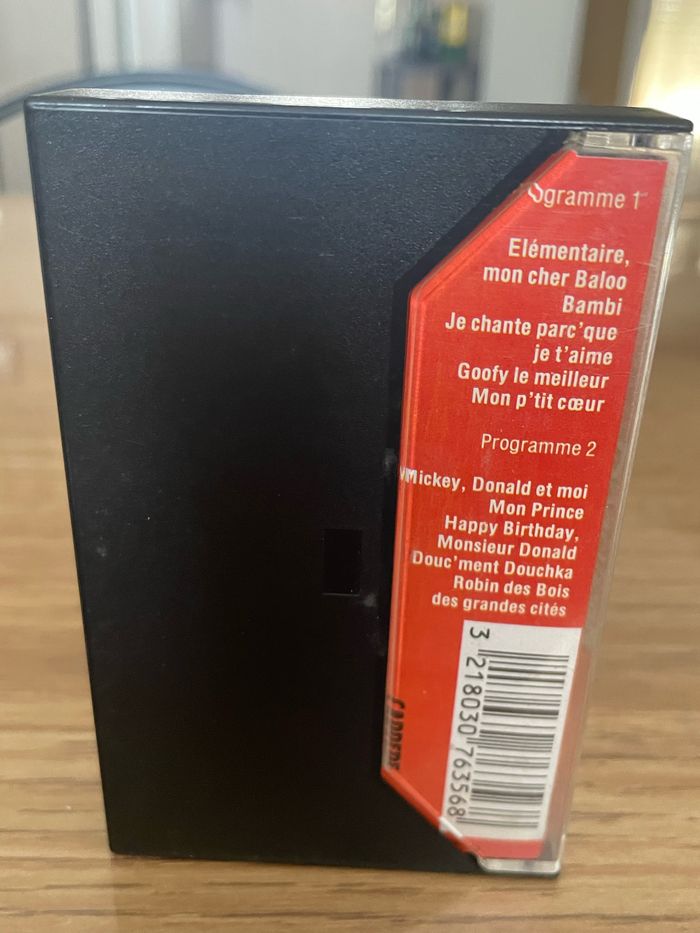 ogramme 1
Elémentaire,
mon cher Baloo
Bambi
Je chante parc'que
je t'aime
Goofy le meilleur
Mon p'tit cœur
Programme 2
Mickey, Donald et moi
Mon Prince
Happy Birthday,
Monsieur Donald
Douc'ment Douchka
Robin des Bois
des grandes cités
3 218030 763568